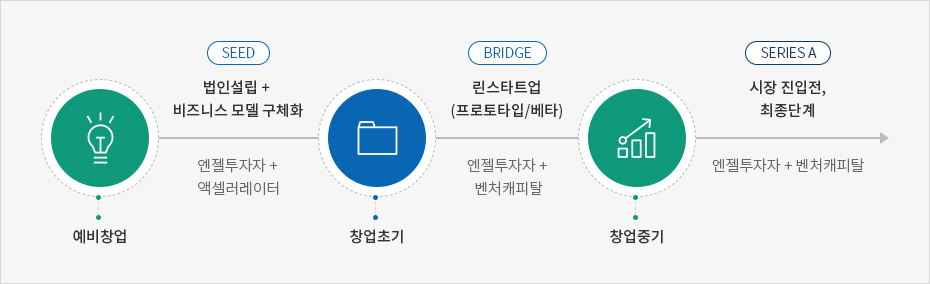 SEED
법인설립 +
비즈니스 모델 구체화
엔젤투자자 +
액셀러레이터
BRIDGE
린스타트업
(프로토타입/베타)
엔젤투자자 +
벤처캐피탈
SERIES A
시장 진입전,
최종단계
엔젤투자자 + 벤처캐피탈
예비창업
창업초기
창업중기